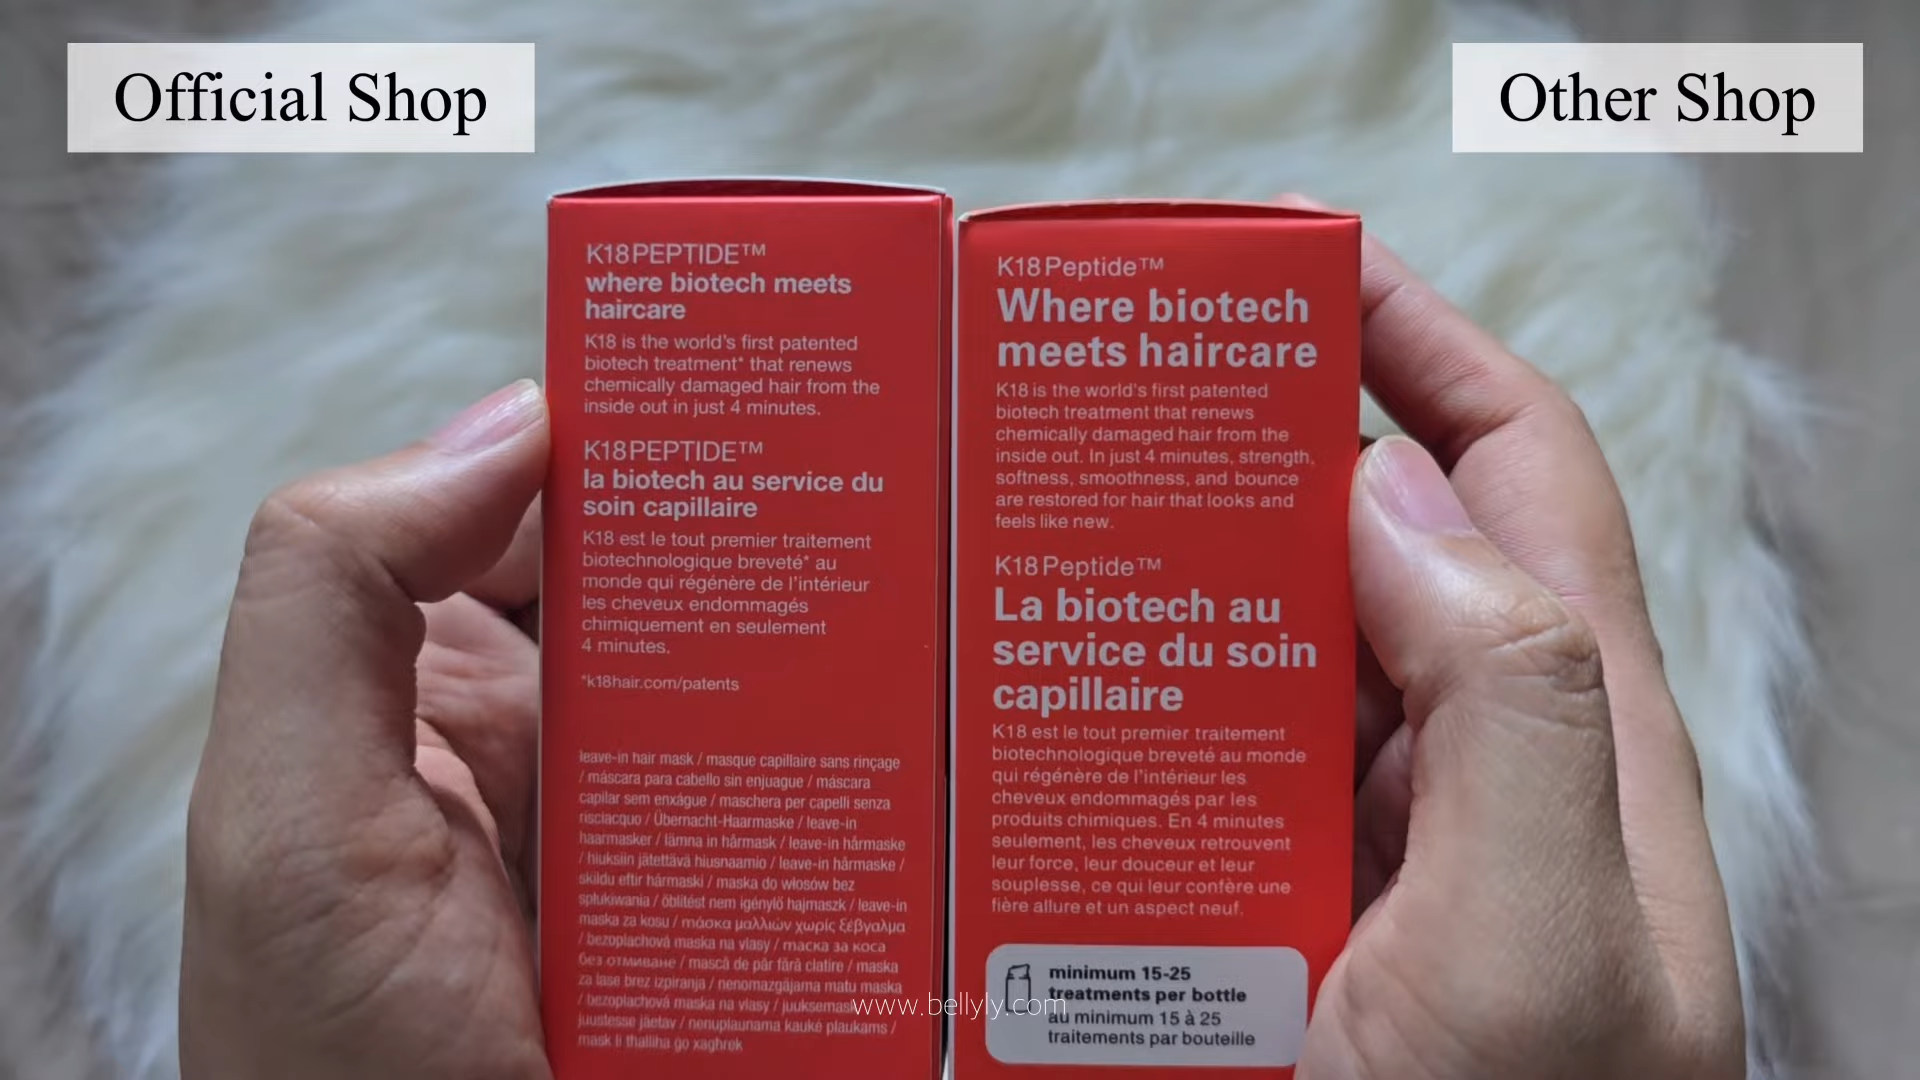 Official Shop
Other Shop
K18PEPTIDE™
where biotech meets
haircare
K18 is the world's first patented
biotech treatment* that renews
chemically damaged hair from the
inside out in just 4 minutes.
K18PEPTIDE™
la biotech au service du
soin capillaire
K18 est le tout premier traitement
biotechnologique breveté* au
monde qui régénère de l'intérieur
les cheveux endommagés
chimiquement en seulement
4 minutes.
*k18hair.com/patents
leave-in hair mask / masque capillaire sans rinçage
/ máscara para cabello sin enjuague / máscara
capilar sem enxágue / maschera per capelli senza
risciacquo / Übernacht-Haarmaske / leave-in
haarmasker / lämna in hårmask / leave-in hårmaske
/ hiuksiin jätettävä hiusnaamio / leave-in hårmaske /
skildu eftir hármaski / maska do włosów bez
spłukiwania / öblítést nem igénylő hajmaszk / leave-in
maska za kosu / μάσκα μαλλιών χωρίς ξέβγαλμα
/ bezoplachová maska na vlasy / маска за коса
без отмиване / mască de păr fără clatire / maska
za lase brez izpiranja / nenomazgājama matu maska
/ bezoplachová maska na vlasy /
juustesse jäetav / nenuplaunama kaukė plaukams /
mask li thalliha go xagħrek
K18Peptide™
Where biotech
meets haircare
K18 is the world's first patented
biotech treatment that renews
chemically damaged hair from the
inside out. In just 4 minutes, strength,
softness, smoothness, and bounce
are restored for hair that looks and
feels like new.
K18Peptide™
La biotech au
service du soin
capillaire
K18 est le tout premier traitement
biotechnologique breveté au monde
qui régénère de l'intérieur les
cheveux endommagés par les
produits chimiques. En 4 minutes
seulement, les cheveux retrouvent
leur force, leur douceur et leur
souplesse, ce qui leur confère une
fière allure et un aspect neuf.
minimum 15-25
treatments per bottle
au minimum 15 à 25
traitements par bouteille
www.bellyly.com